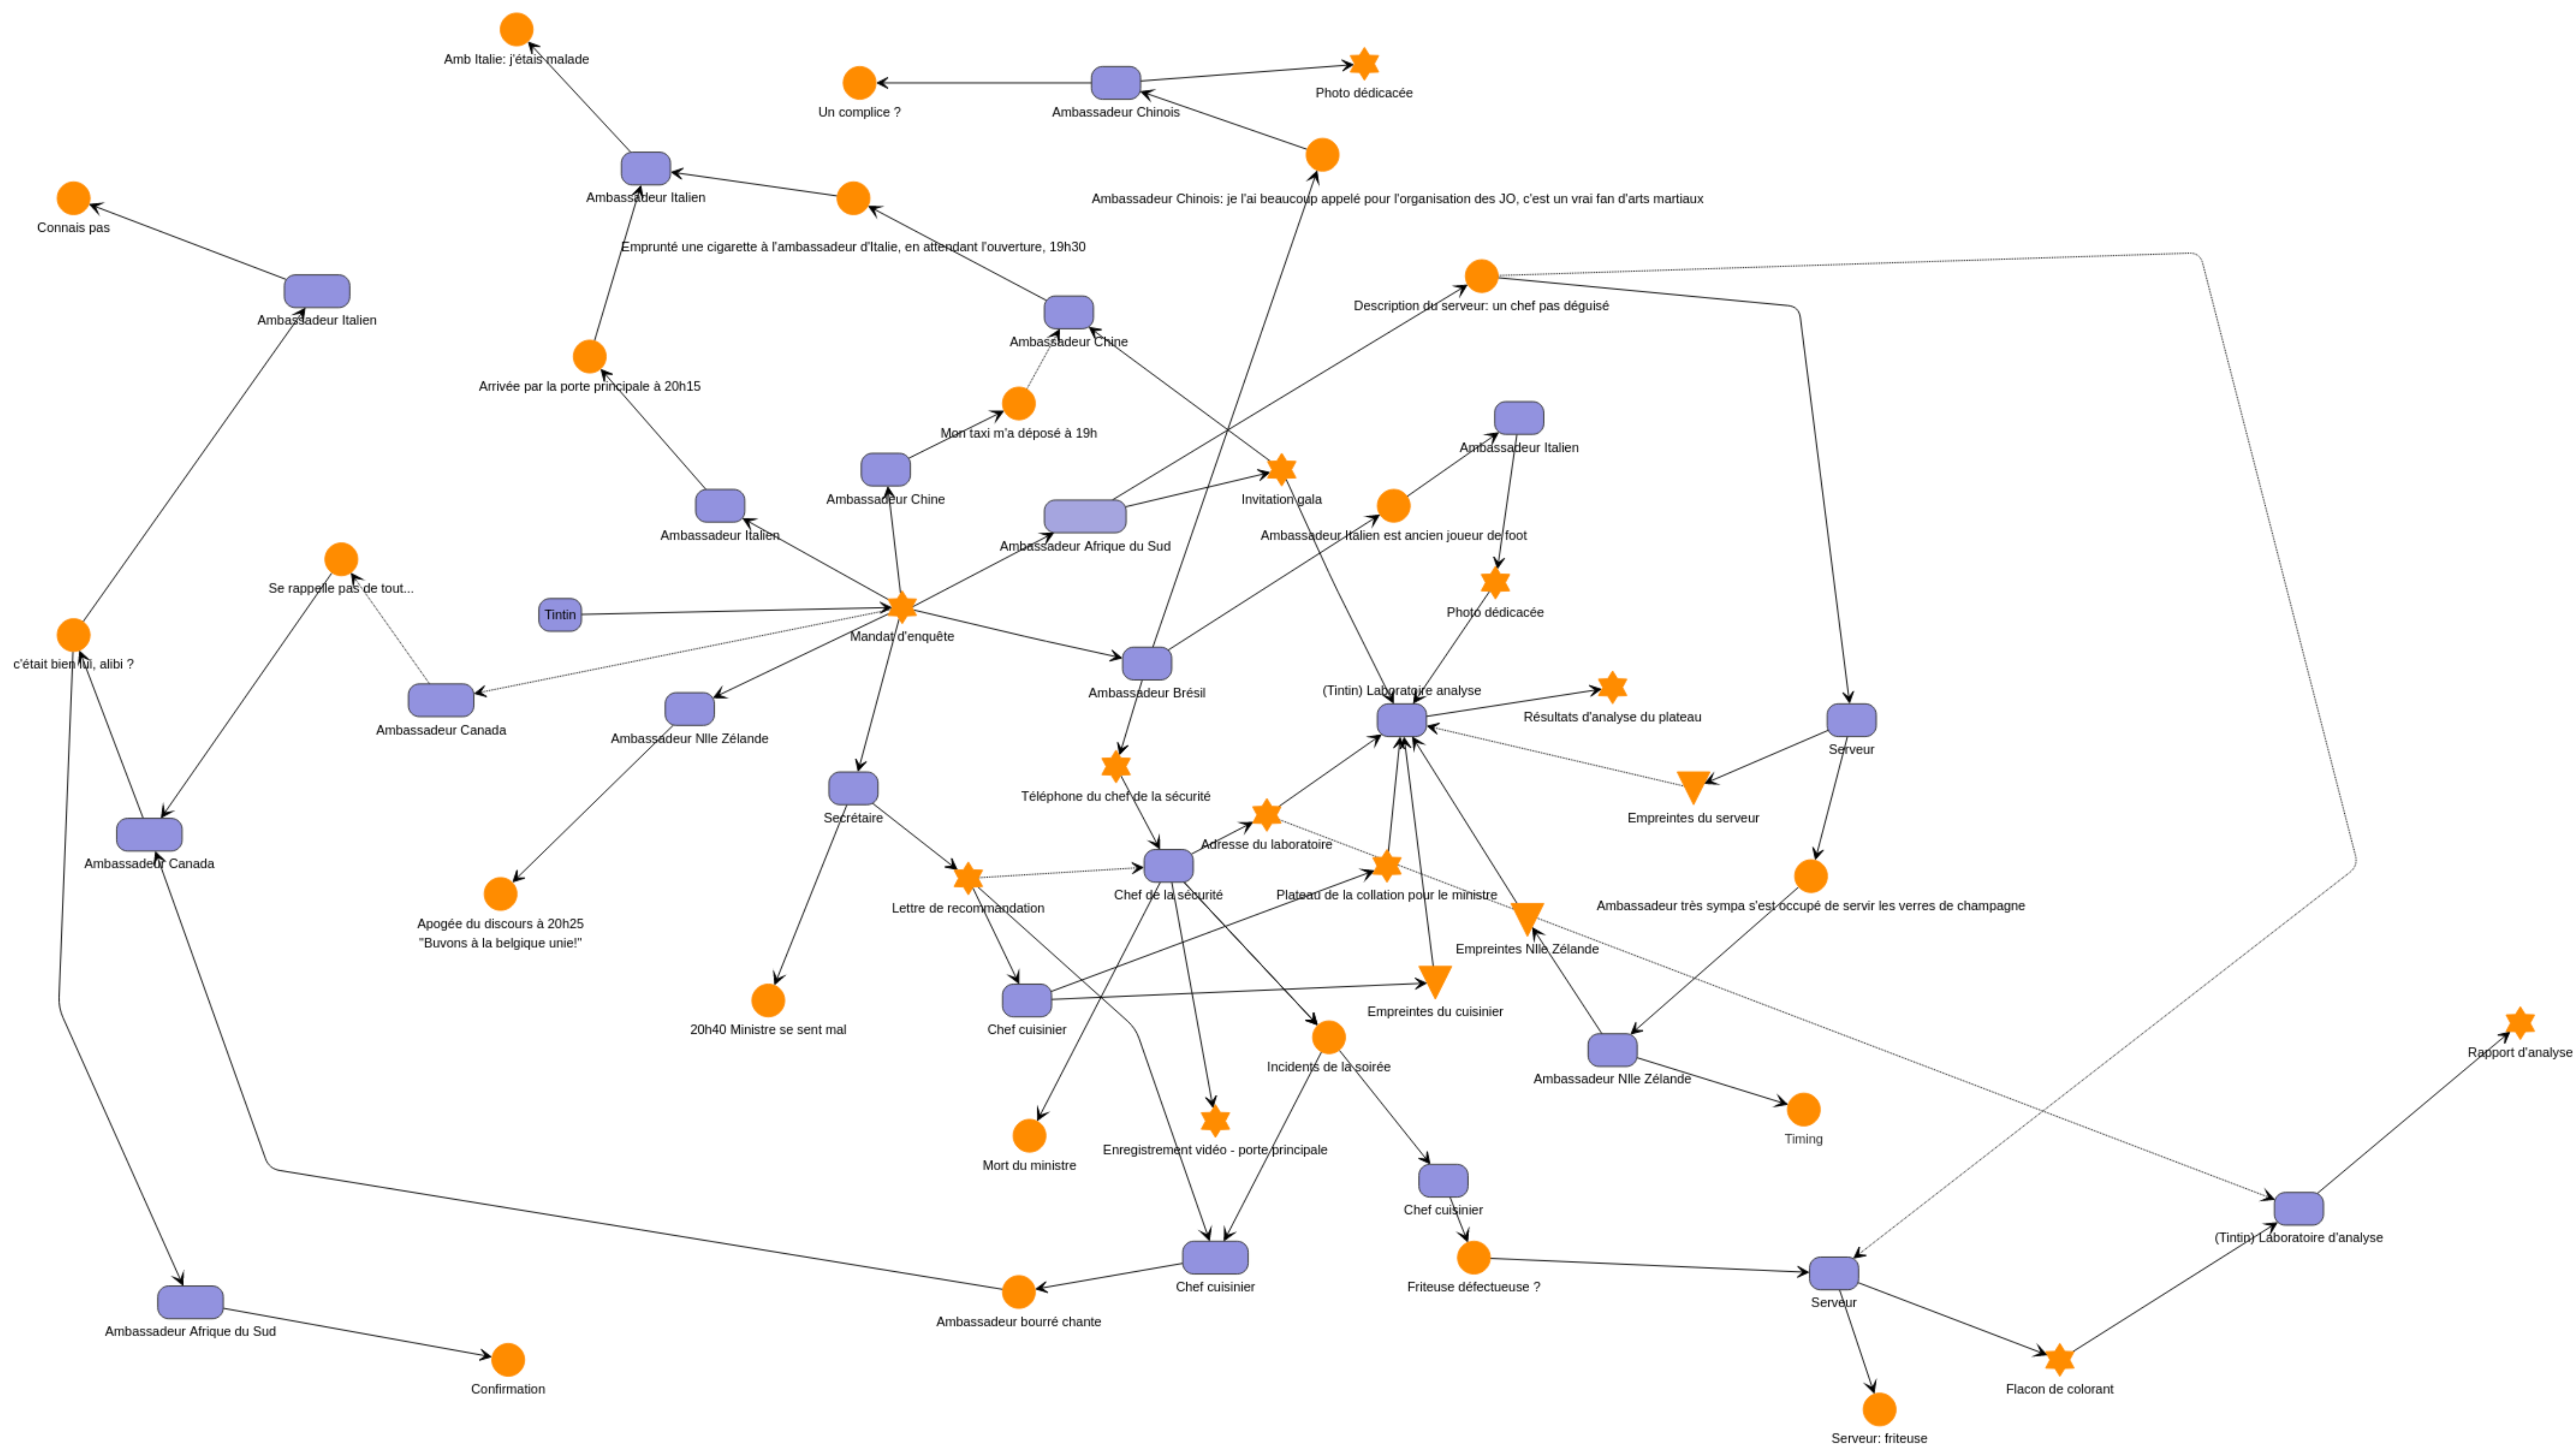 Amb Italie: j'étais malade
Un complice ?
Ambassadeur Chinois
Photo dédicacée
Ambassadeur Italien
Ambassadeur Chinois: je l'ai beaucoup appelé pour l'organisation des JO, c'est un vrai fan d'arts martiaux
Connais pas
Emprunté une cigarette à l'ambassadeur d'Italie, en attendant l'ouverture, 19h30
Description du serveur: un chef pas déguisé
Ambassadeur Italien
Ambassadeur Chine
Arrivée par la porte principale à 20h15
Mon taxi m'a déposé à 19h
Ambassadeur Italien
Ambassadeur Chine
Invitation gala
Ambassadeur Italien
Ambassadeur Italien est ancien joueur de foot
Ambassadeur Afrique du Sud
Se rappelle pas de tout...
Tintin
Photo dédicacée
Mandat d'enquête
c'était bien lui, alibi ?
Ambassadeur Brésil
(Tintin) Laboratoire analyse
Résultats d'analyse du plateau
Ambassadeur Canada
Ambassadeur Nlle Zélande
Serveur
Téléphone du chef de la sécurité
Secrétaire
Empreintes du serveur
Adresse du laboratoire
Ambassadeur Canada
Chef de la sécurité
Plateau de la collation pour le ministre
Lettre de recommandation
Ambassadeur très sympa s'est occupé de servir les verres de champagne
Apogée du discours à 20h25
"Buvons à la belgique unie!"
Empreintes Nlle Zélande
Empreintes du cuisinier
20h40 Ministre se sent mal
Chef cuisinier
Rapport d'analyse
Incidents de la soirée
Ambassadeur Nlle Zélande
Timing
Enregistrement vidéo - porte principale
Mort du ministre
Chef cuisinier
(Tintin) Laboratoire d'analyse
Chef cuisinier
Friteuse défectueuse ?
Serveur
Ambassadeur bourré chante
Ambassadeur Afrique du Sud
Confirmation
Flacon de colorant
Serveur: friteuse